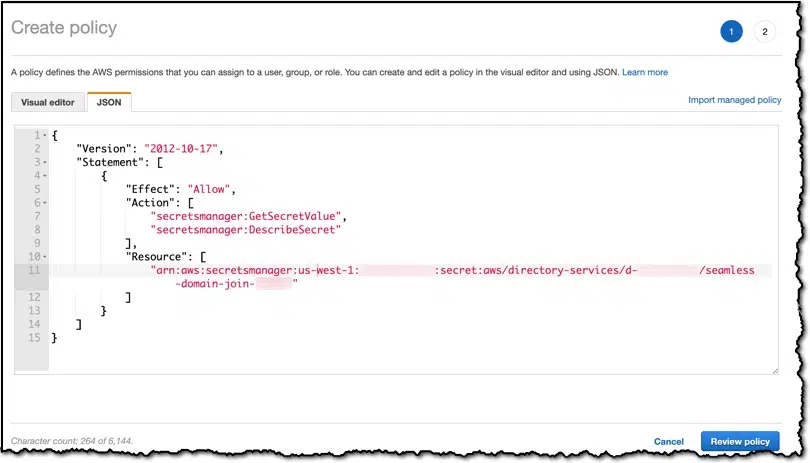 Create policy
1 2
A policy defines the AWS permissions that you can assign to a user, group, or role. You can create and edit a policy in the visual editor and using JSON. Learn more
Visual editor JSON Import managed policy
1 {
2 "Version": "2012-10-17",
3 "Statement": [
4 {
5 "Effect": "Allow",
6 "Action": [
7 "secretsmanager:GetSecretValue",
8 "secretsmanager:DescribeSecret"
9 ],
10 "Resource": [
11 "arn:aws:secretsmanager:us-west-1: :secret:aws/directory-services/d- /seamless
-domain-join- "
12 ]
13 }
14 ]
15 }
Character count: 264 of 6,144.
Cancel Review policy